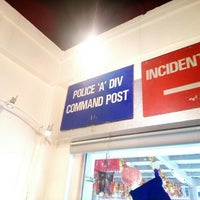 POLICE 'A' DIV
COMMAND POST
INCIDENT